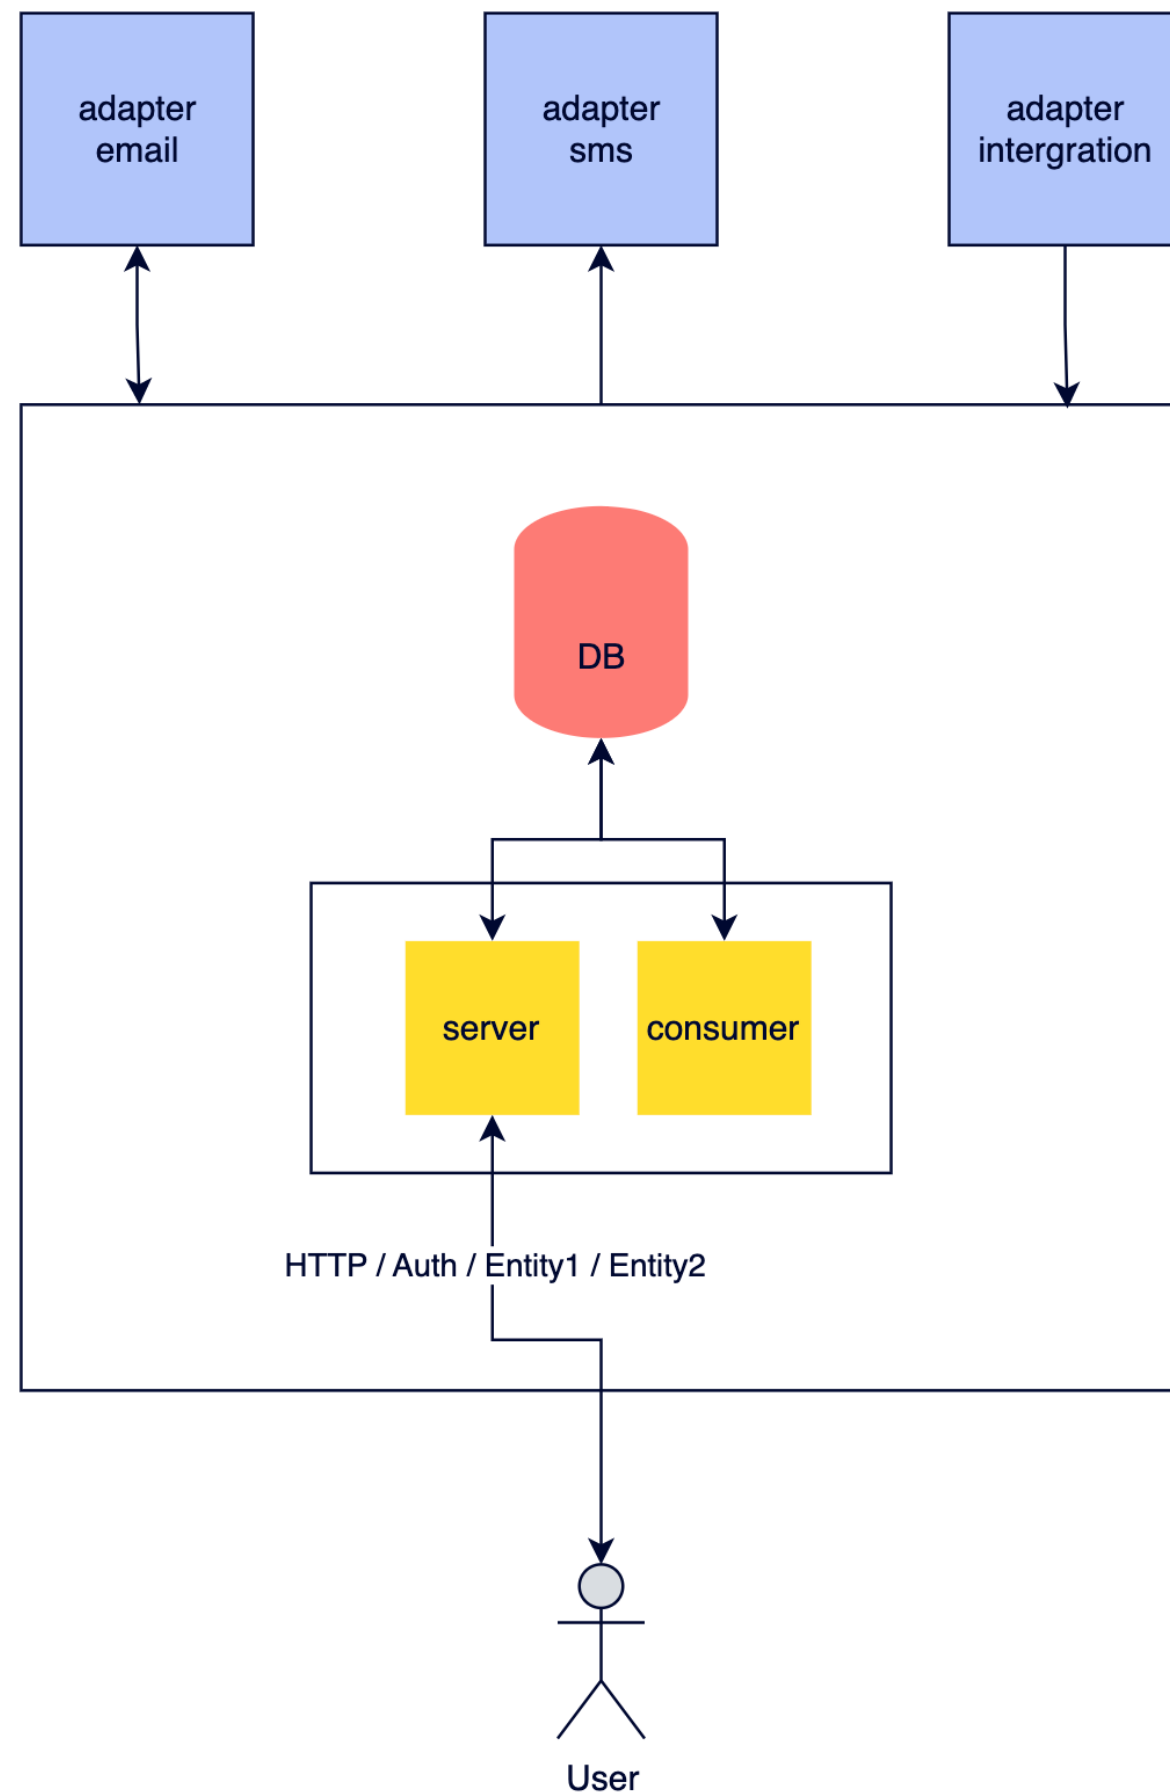 adapter
email
adapter
sms
adapter
intergration
DB
server
consumer
HTTP / Auth / Entity1 / Entity2
User